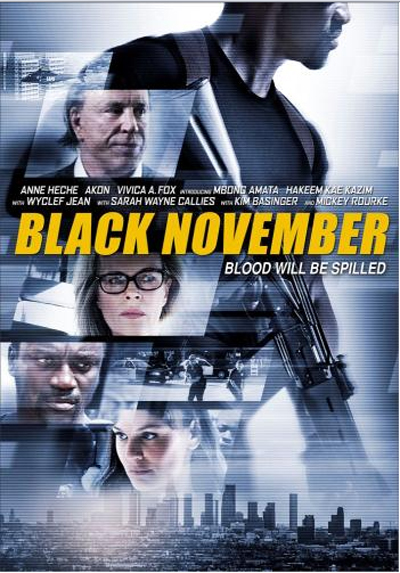 ANNE HECHE AKON VIVICA A. FOX INTRODUCING MBONG AMATA HAKEEM KAE KAZIM
WITH WYCLEF JEAN WITH SARAH WAYNE CALLIES WITH KIM BASINGER AND MICKEY ROURKE
BLACK NOVEMBER
BLOOD WILL BE SPILLED